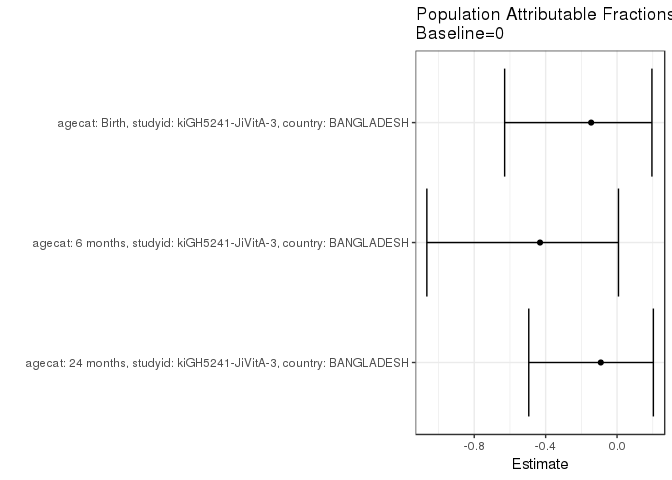 Population Attributable Fractions
Baseline=0
agecat: Birth, studyid: kiGH5241-JiVitA-3, country: BANGLADESH
agecat: 6 months, studyid: kiGH5241-JiVitA-3, country: BANGLADESH
agecat: 24 months, studyid: kiGH5241-JiVitA-3, country: BANGLADESH
-0.8 -0.4 0.0
Estimate